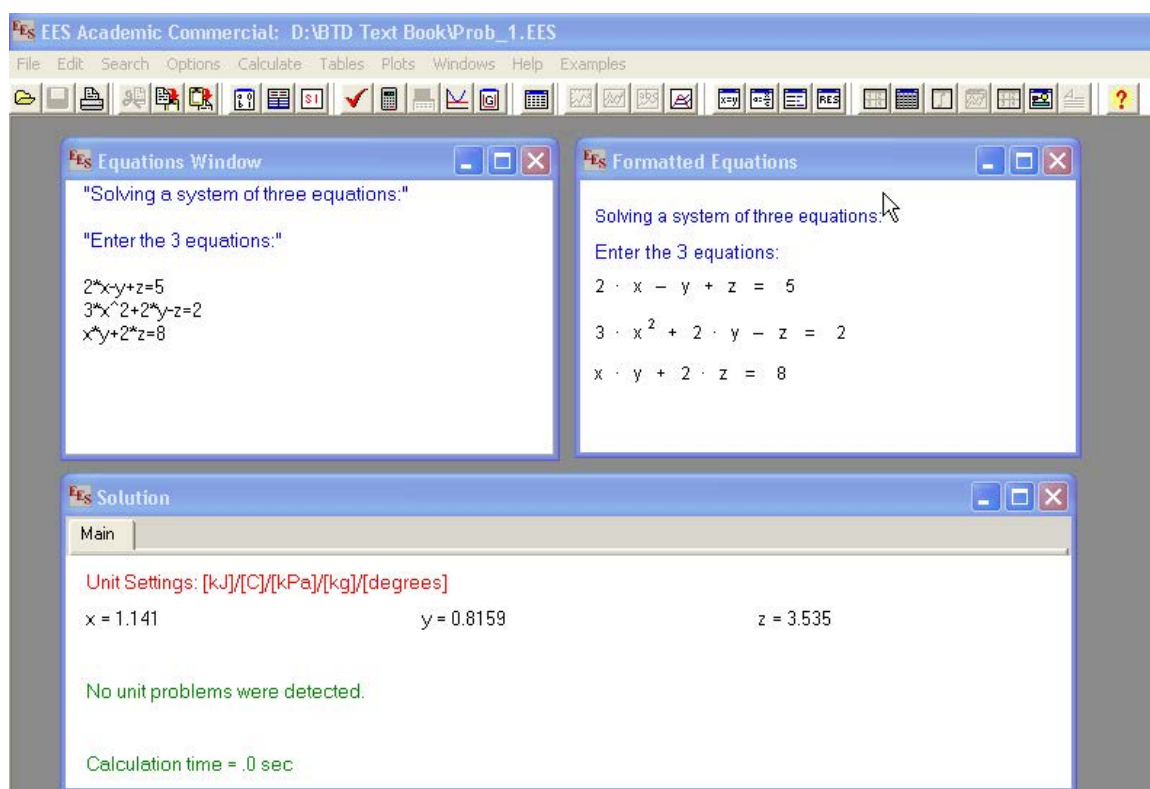 EES Academic Commercial: D:\BTD Text Book\Prob_1.EES
File Edit Search Options Calculate Tables Plots Windows Help Examples
EES Equations Window
"Solving a system of three equations:"
"Enter the 3 equations:"
2*x-y+z=5
3*x^2+2*y-z=2
x*y+2*z=8
EES Formatted Equations
Solving a system of three equations:
Enter the 3 equations:
2 · x – y + z = 5
3 · x² + 2 · y – z = 2
x · y + 2 · z = 8
EES Solution
Main
Unit Settings: [kJ]/[C]/[kPa]/[kg]/[degrees]
x = 1.141 y = 0.8159 z = 3.535
No unit problems were detected.
Calculation time = .0 sec